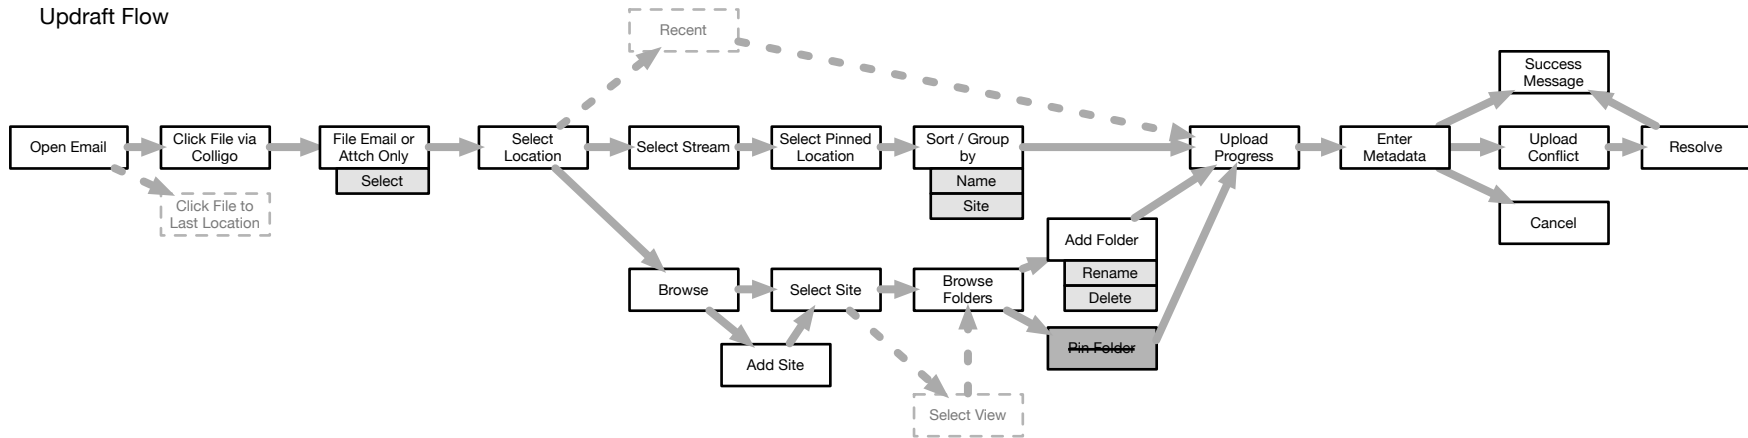 Updraft Flow
Recent
Success
Message
Open Email
Click File via
Colligo
File Email or
Attch Only
Select
Select
Location
Select Stream
Select Pinned
Location
Sort / Group
by
Name
Site
Upload
Progress
Enter
Metadata
Upload
Conflict
Resolve
Click File to
Last Location
Cancel
Browse
Select Site
Browse
Folders
Add Folder
Rename
Delete
Pin Folder
Add Site
Select View